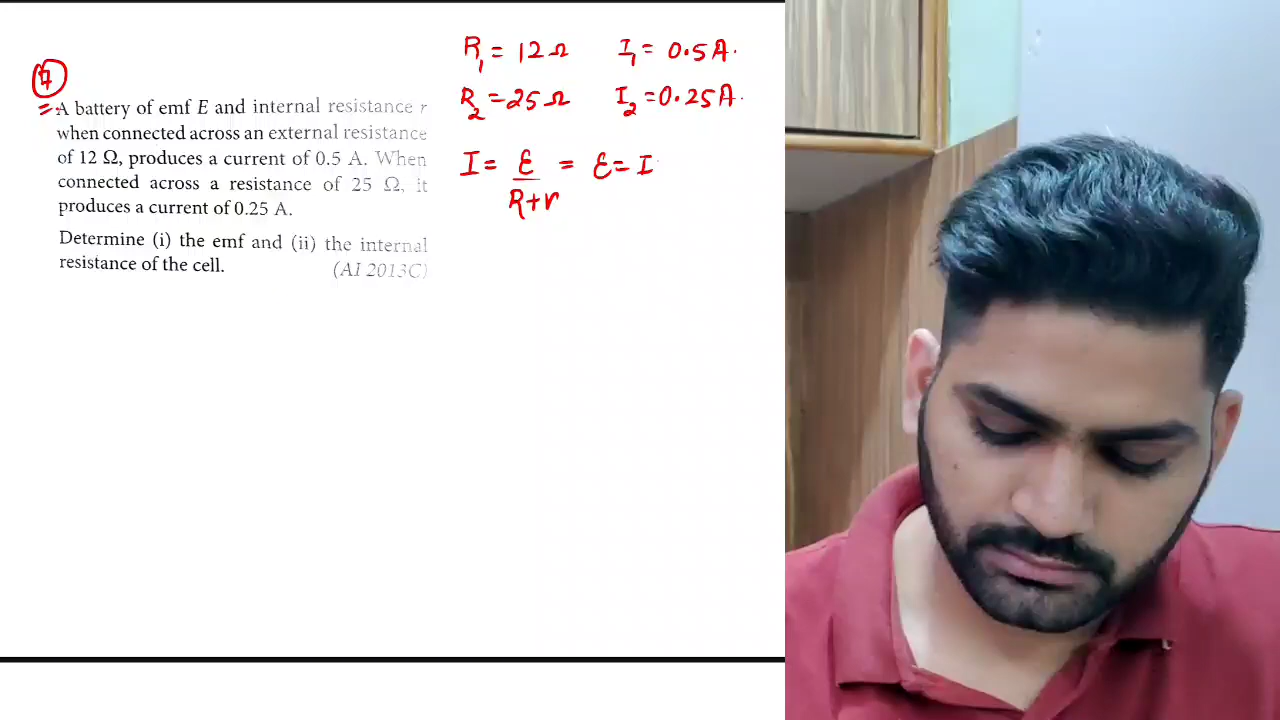 7
A battery of emf E and internal resistance r
when connected across an external resistance
of 12 Ω, produces a current of 0.5 A. When
connected across a resistance of 25 Ω, it
produces a current of 0.25 A.
Determine (i) the emf and (ii) the internal
resistance of the cell. (AI 2013C)
R₁ = 12 Ω I₁ = 0.5 A.
R₂ = 25 Ω I₂ = 0.25 A.
I = ε/R+r = ε = I